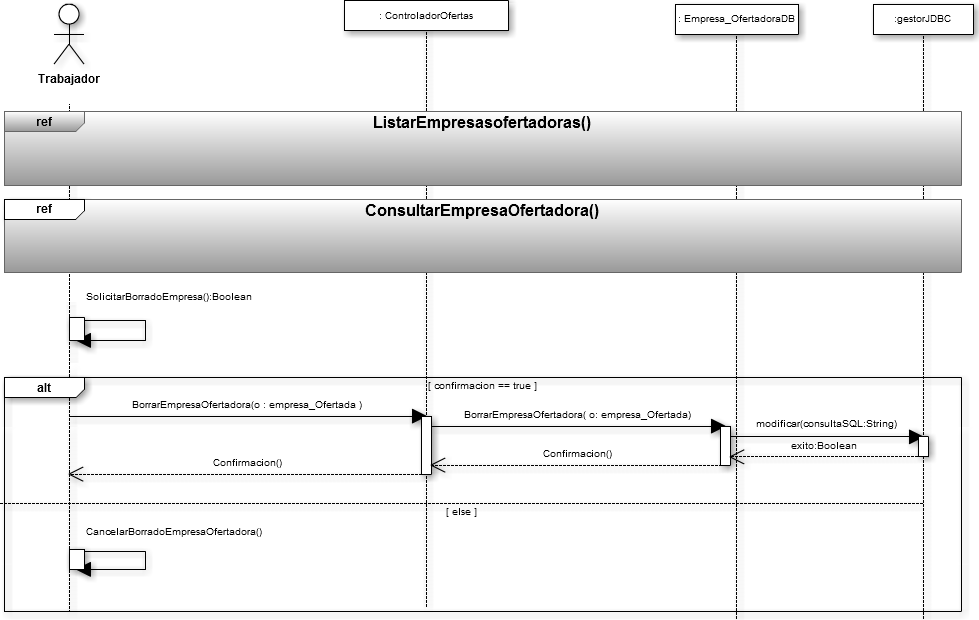 : ControladorOfertas
: Empresa_OfertadoraDB
:gestorJDBC
Trabajador
ref
ListarEmpresasofertadoras()
ref
ConsultarEmpresaOfertadora()
SolicitarBorradoEmpresa():Boolean
alt
[ confirmacion == true ]
BorrarEmpresaOfertadora(o : empresa_Ofertada )
BorrarEmpresaOfertadora( o: empresa_Ofertada)
modificar(consultaSQL:String)
exito:Boolean
Confirmacion()
Confirmacion()
[ else ]
CancelarBorradoEmpresaOfertadora()